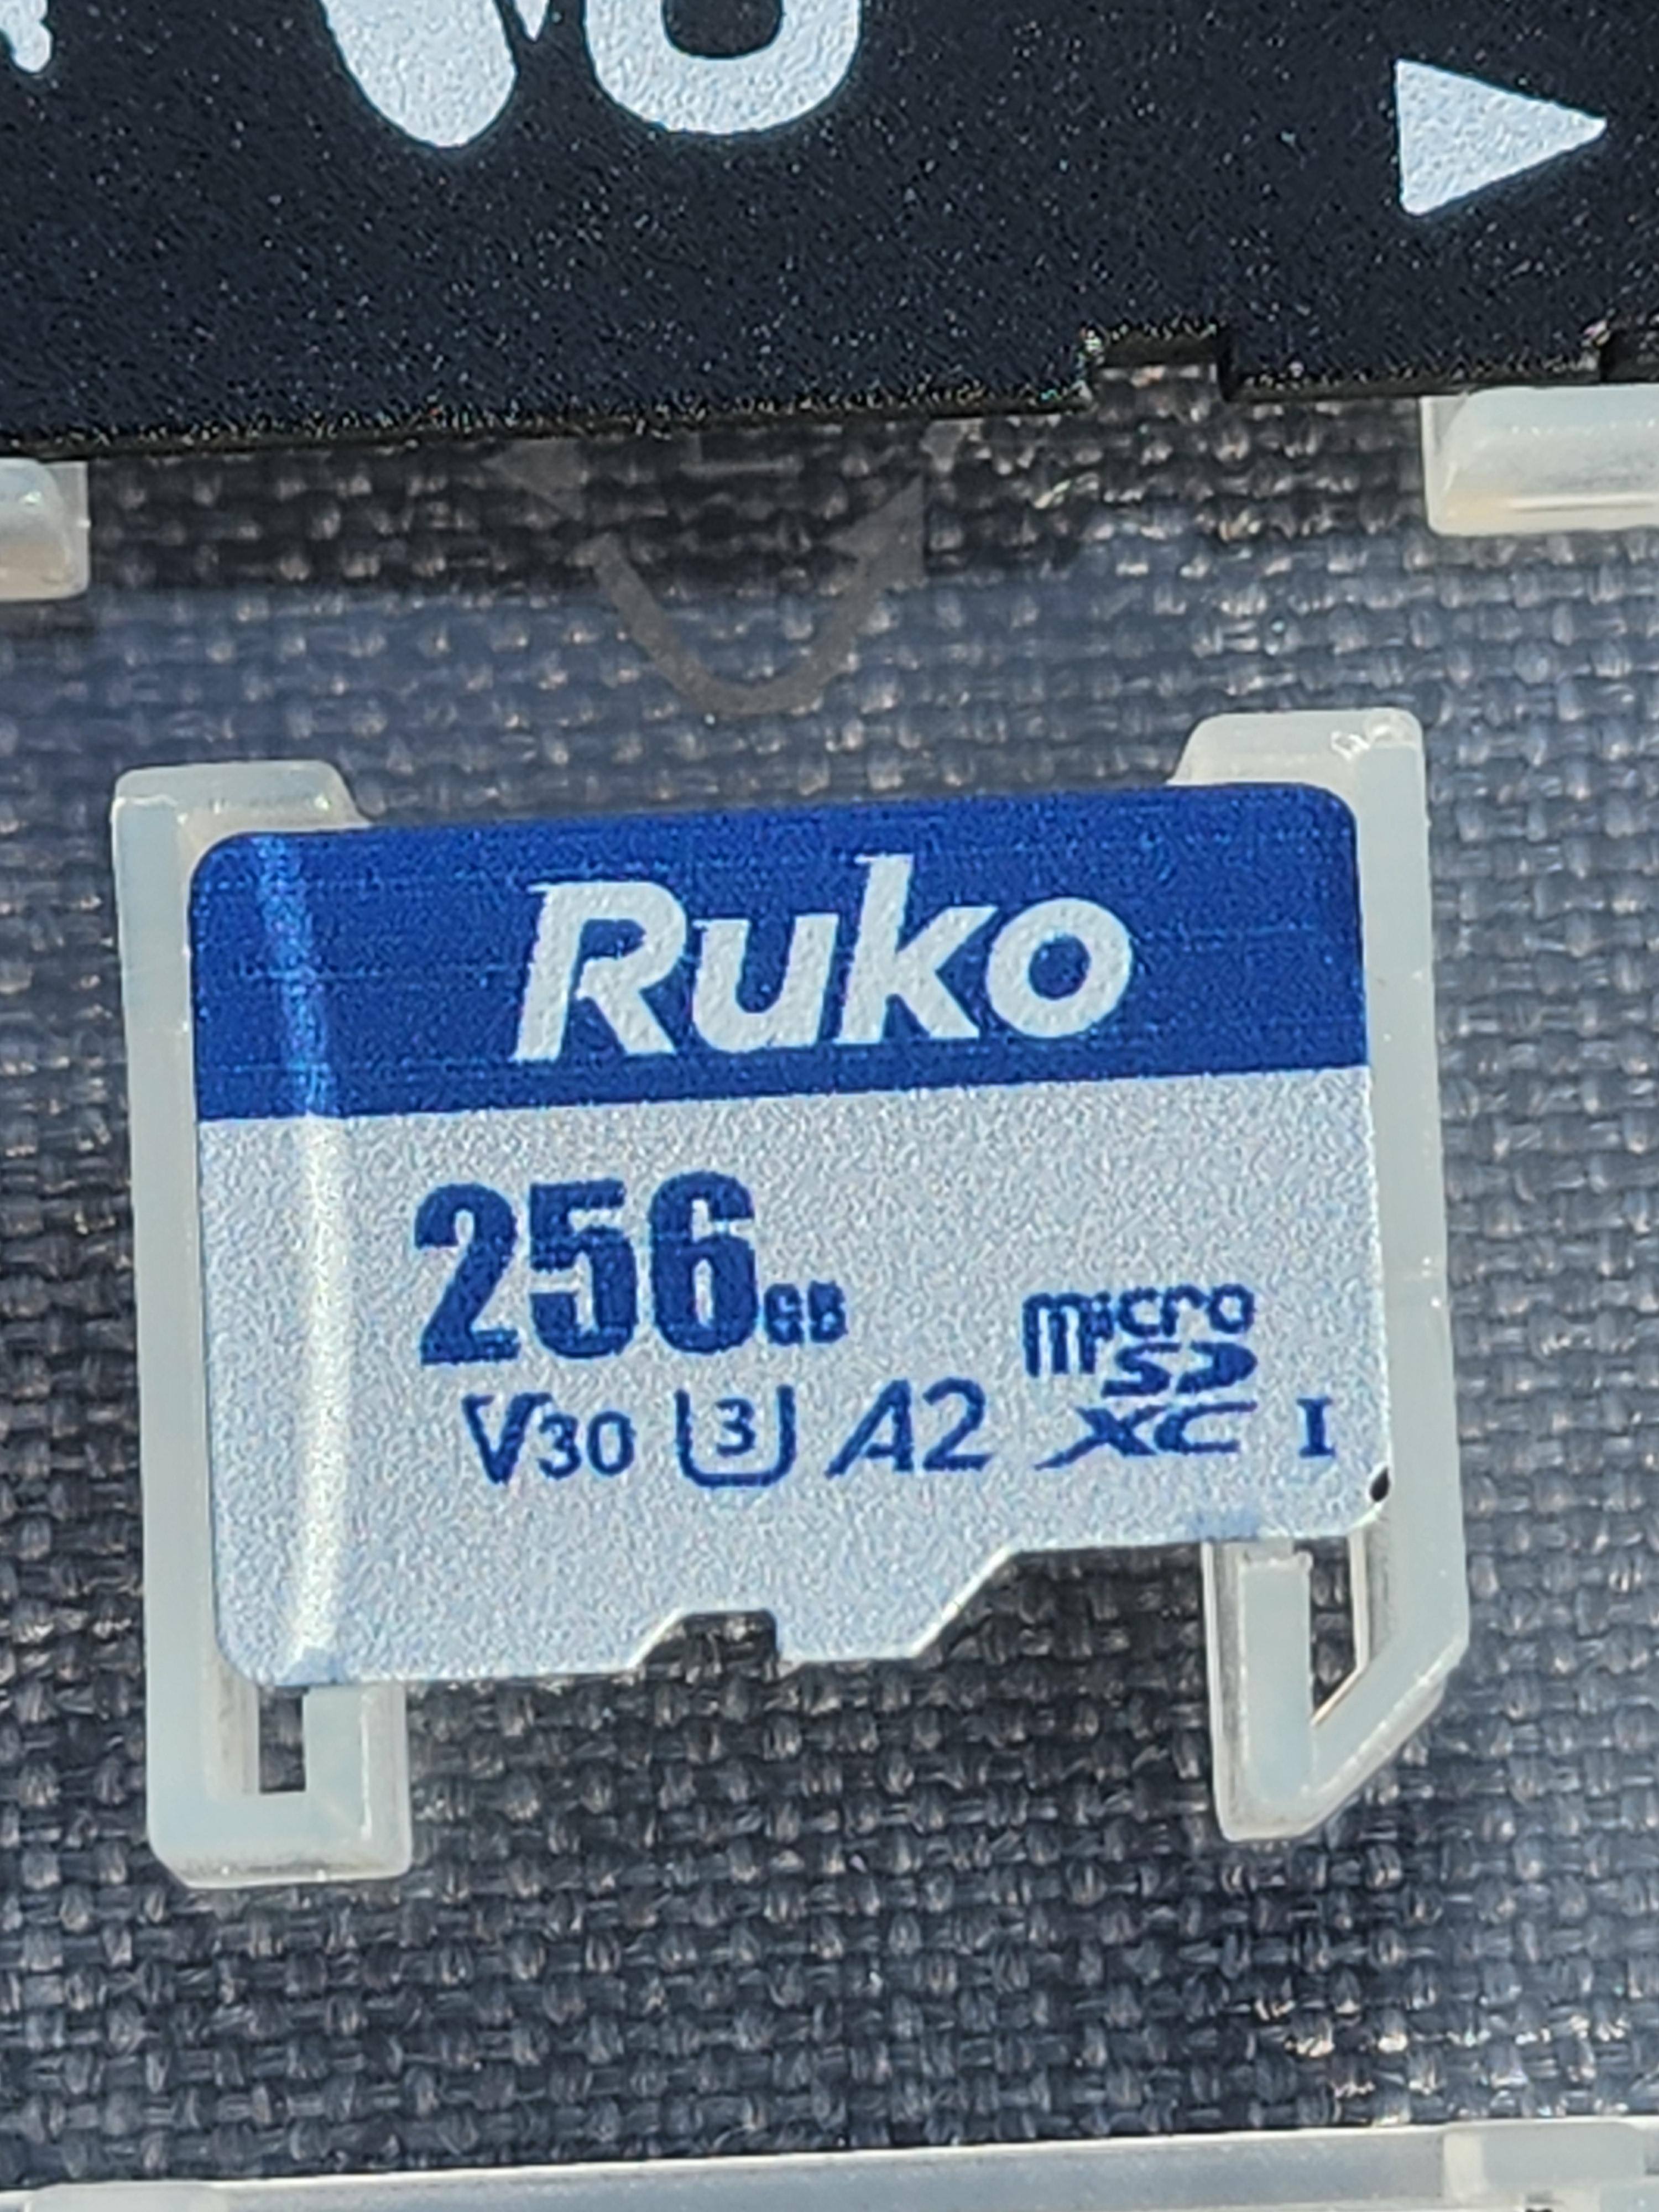 Ruko
256GB
micro
SD
V30 U3 A2 XC I